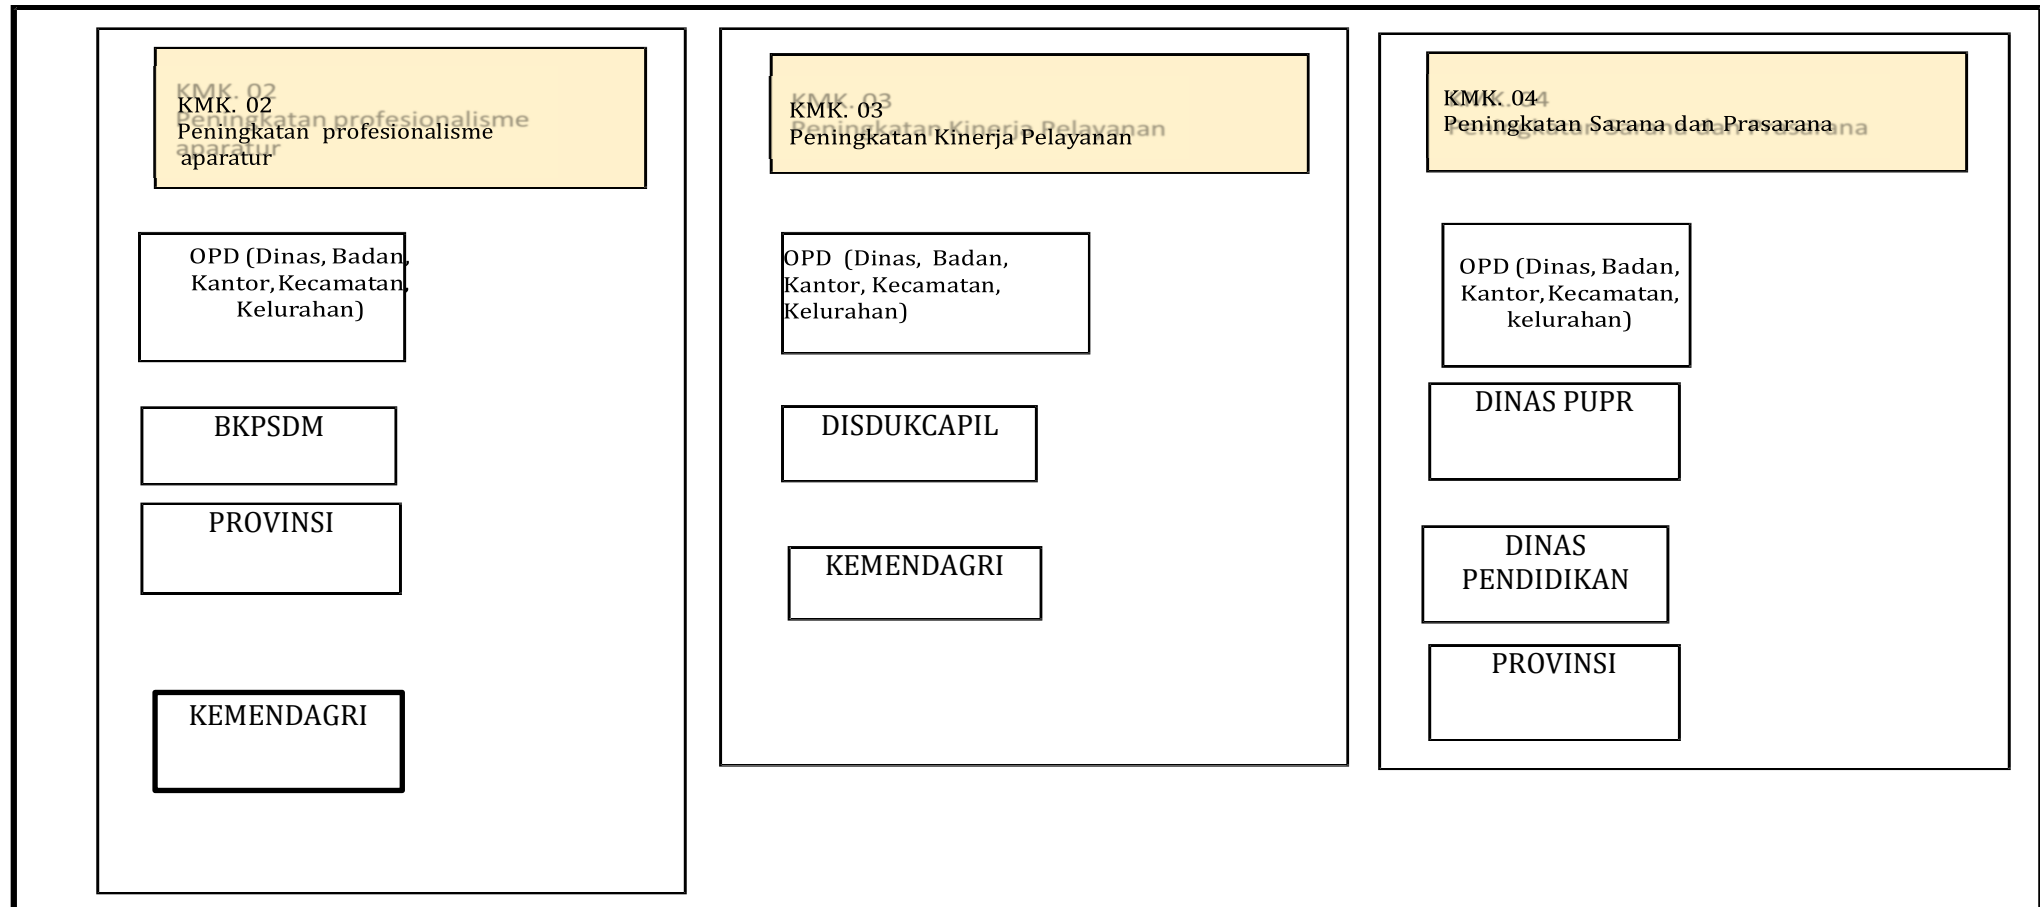 KMK. 02
Peningkatan profesionalisme
aparatur
OPD (Dinas, Badan,
Kantor, Kecamatan,
Kelurahan)
BKPSDM
PROVINSI
KEMENDAGRI
KMK. 03
Peningkatan Kinerja Pelayanan
OPD (Dinas, Badan,
Kantor, Kecamatan,
Kelurahan)
DISDUKCAPIL
KEMENDAGRI
KMK. 04
Peningkatan Sarana dan Prasarana
OPD (Dinas, Badan,
Kantor, Kecamatan,
kelurahan)
DINAS PUPR
DINAS
PENDIDIKAN
PROVINSI